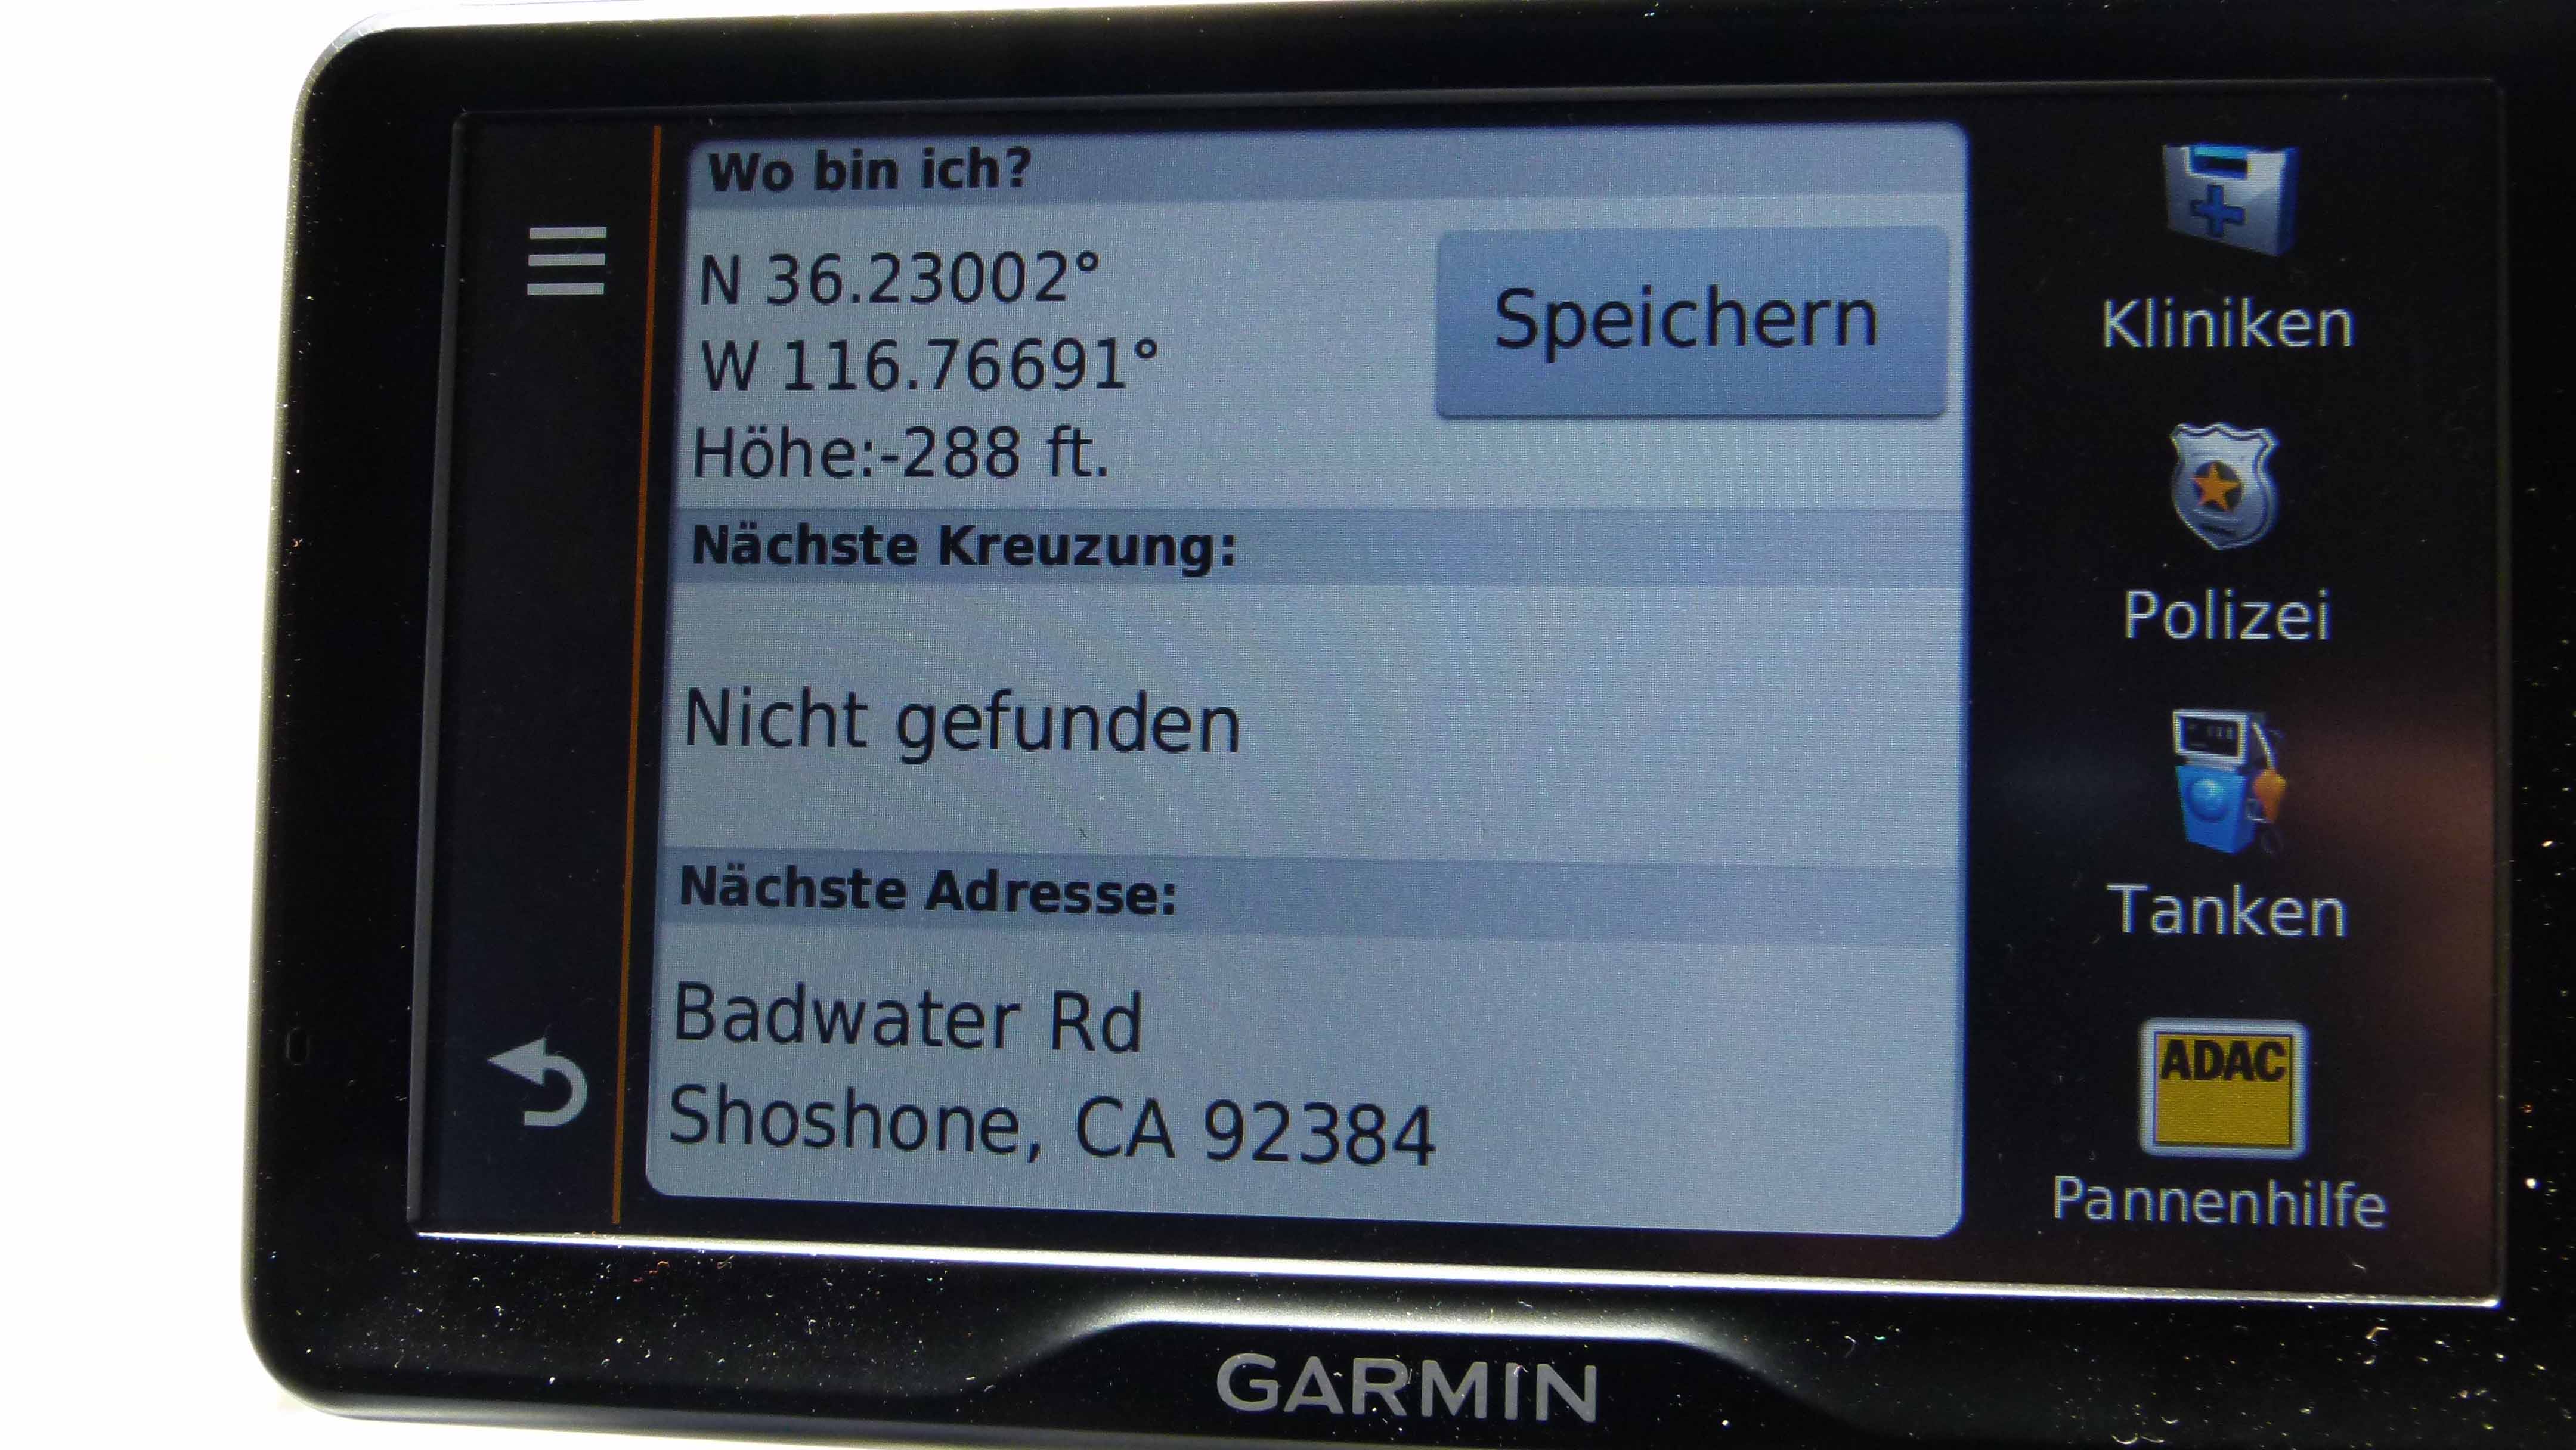 Wo bin ich?
N 36.23002°
W 116.76691°
Höhe:-288 ft.
Speichern
Nächste Kreuzung:
Nicht gefunden
Nächste Adresse:
Badwater Rd
Shoshone, CA 92384
Kliniken
Polizei
Tanken
ADAC
Pannenhilfe
GARMIN